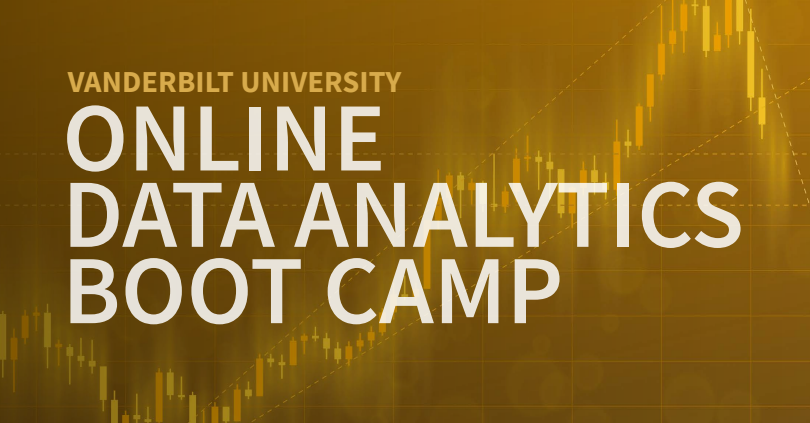 VANDERBILT UNIVERSITY
ONLINE
DATA ANALYTICS
BOOT CAMP